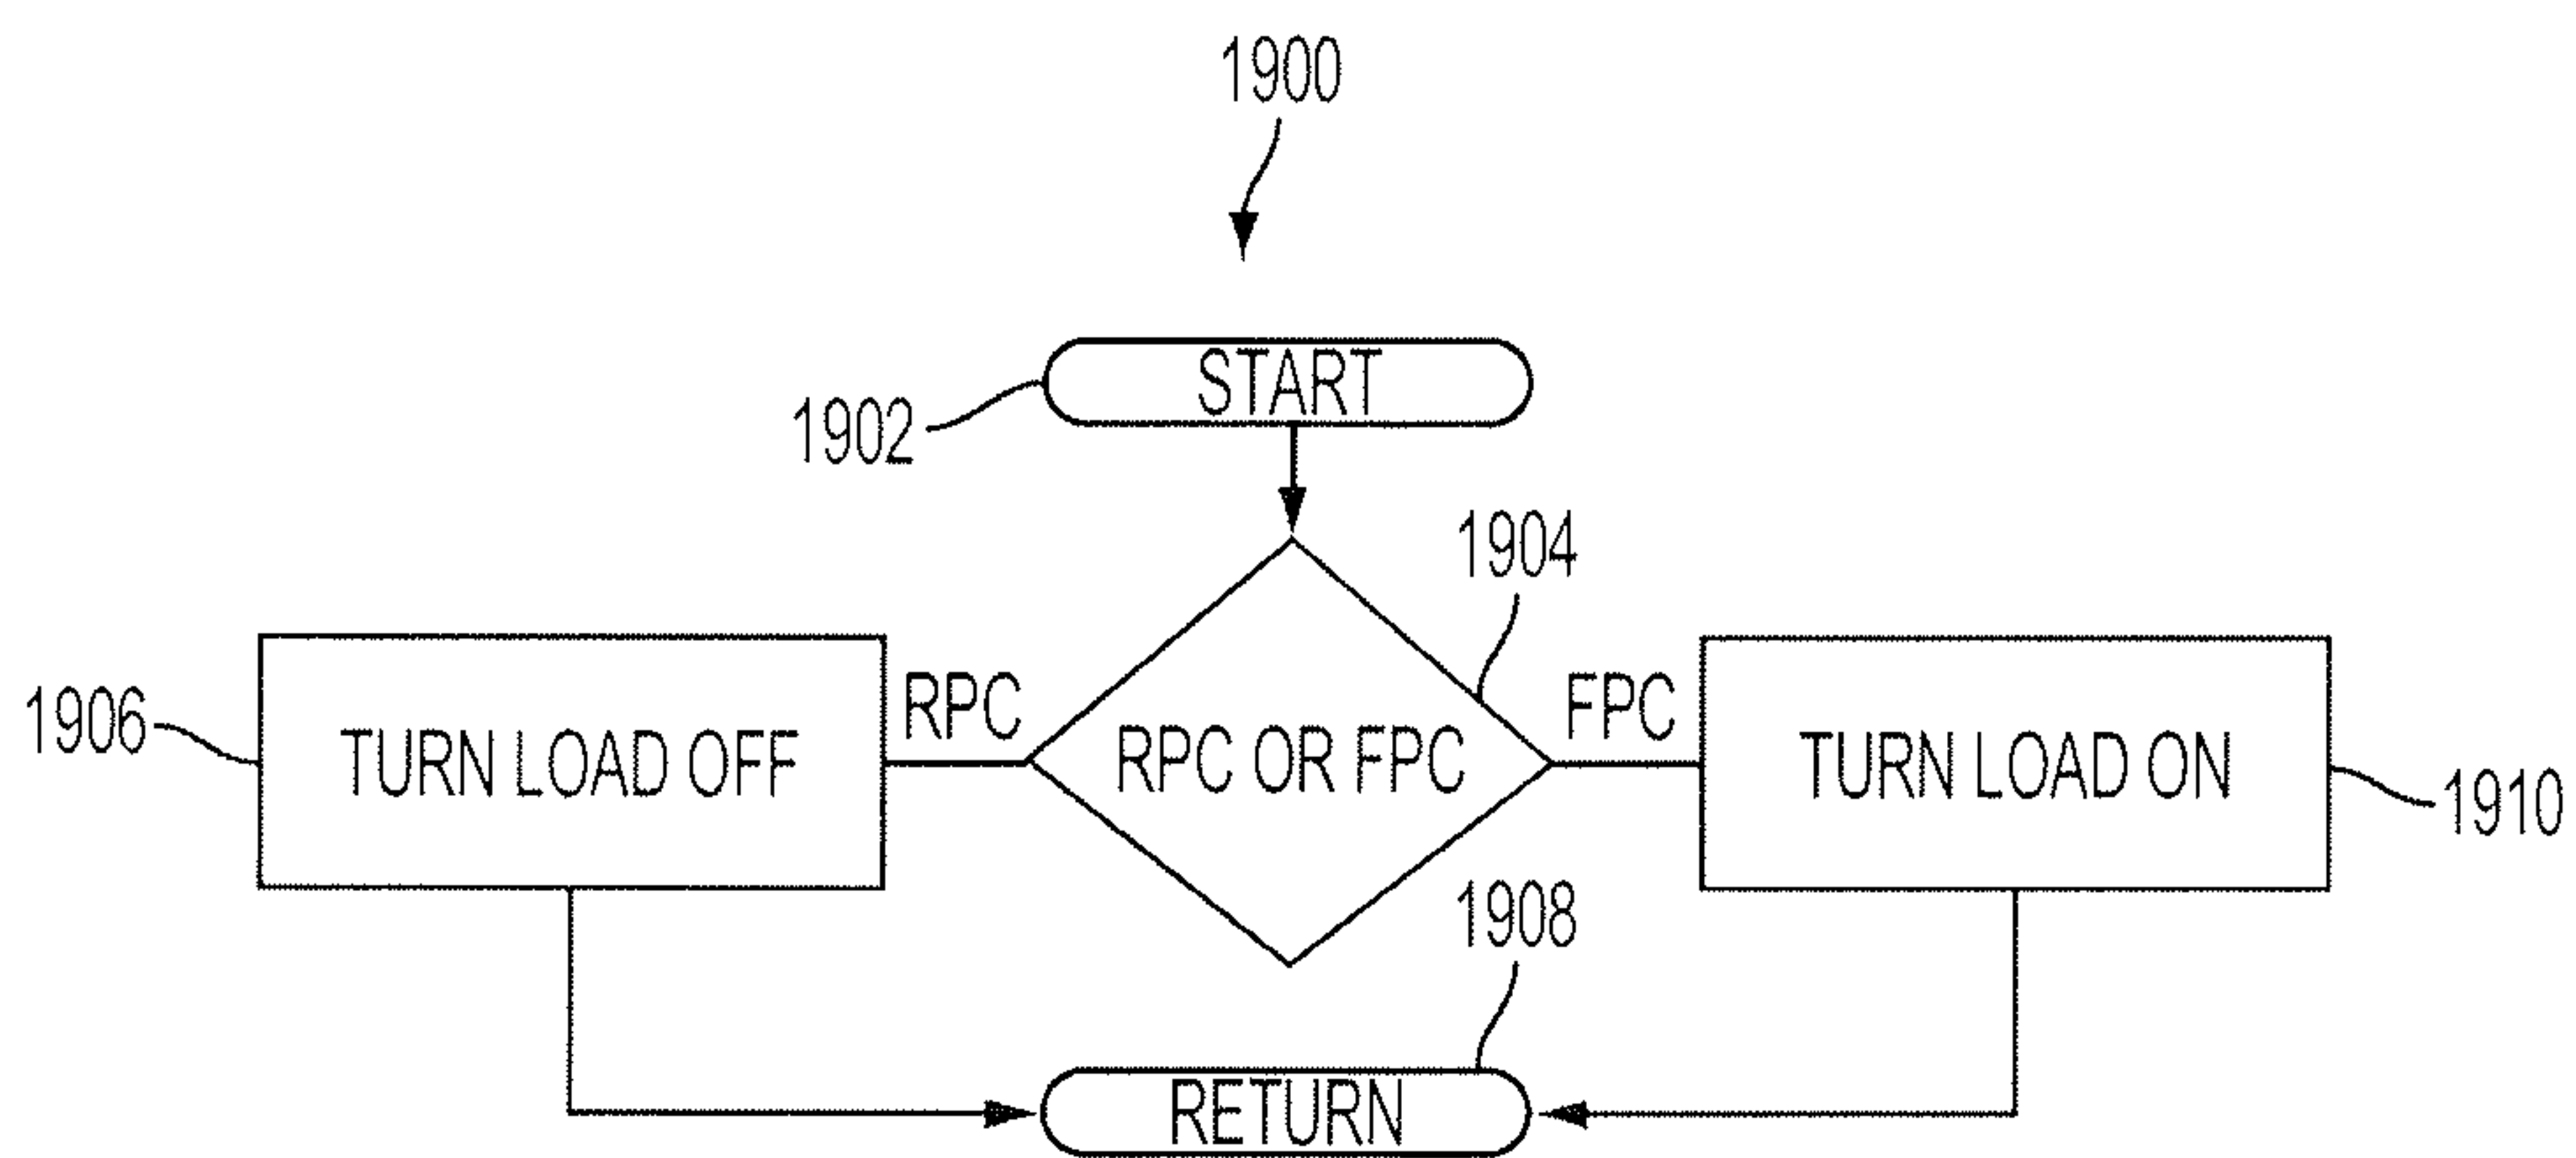 1900
START
1902
1904
RPC
FPC
1906
TURN LOAD OFF
RPC OR FPC
TURN LOAD ON
1910
1908
RETURN